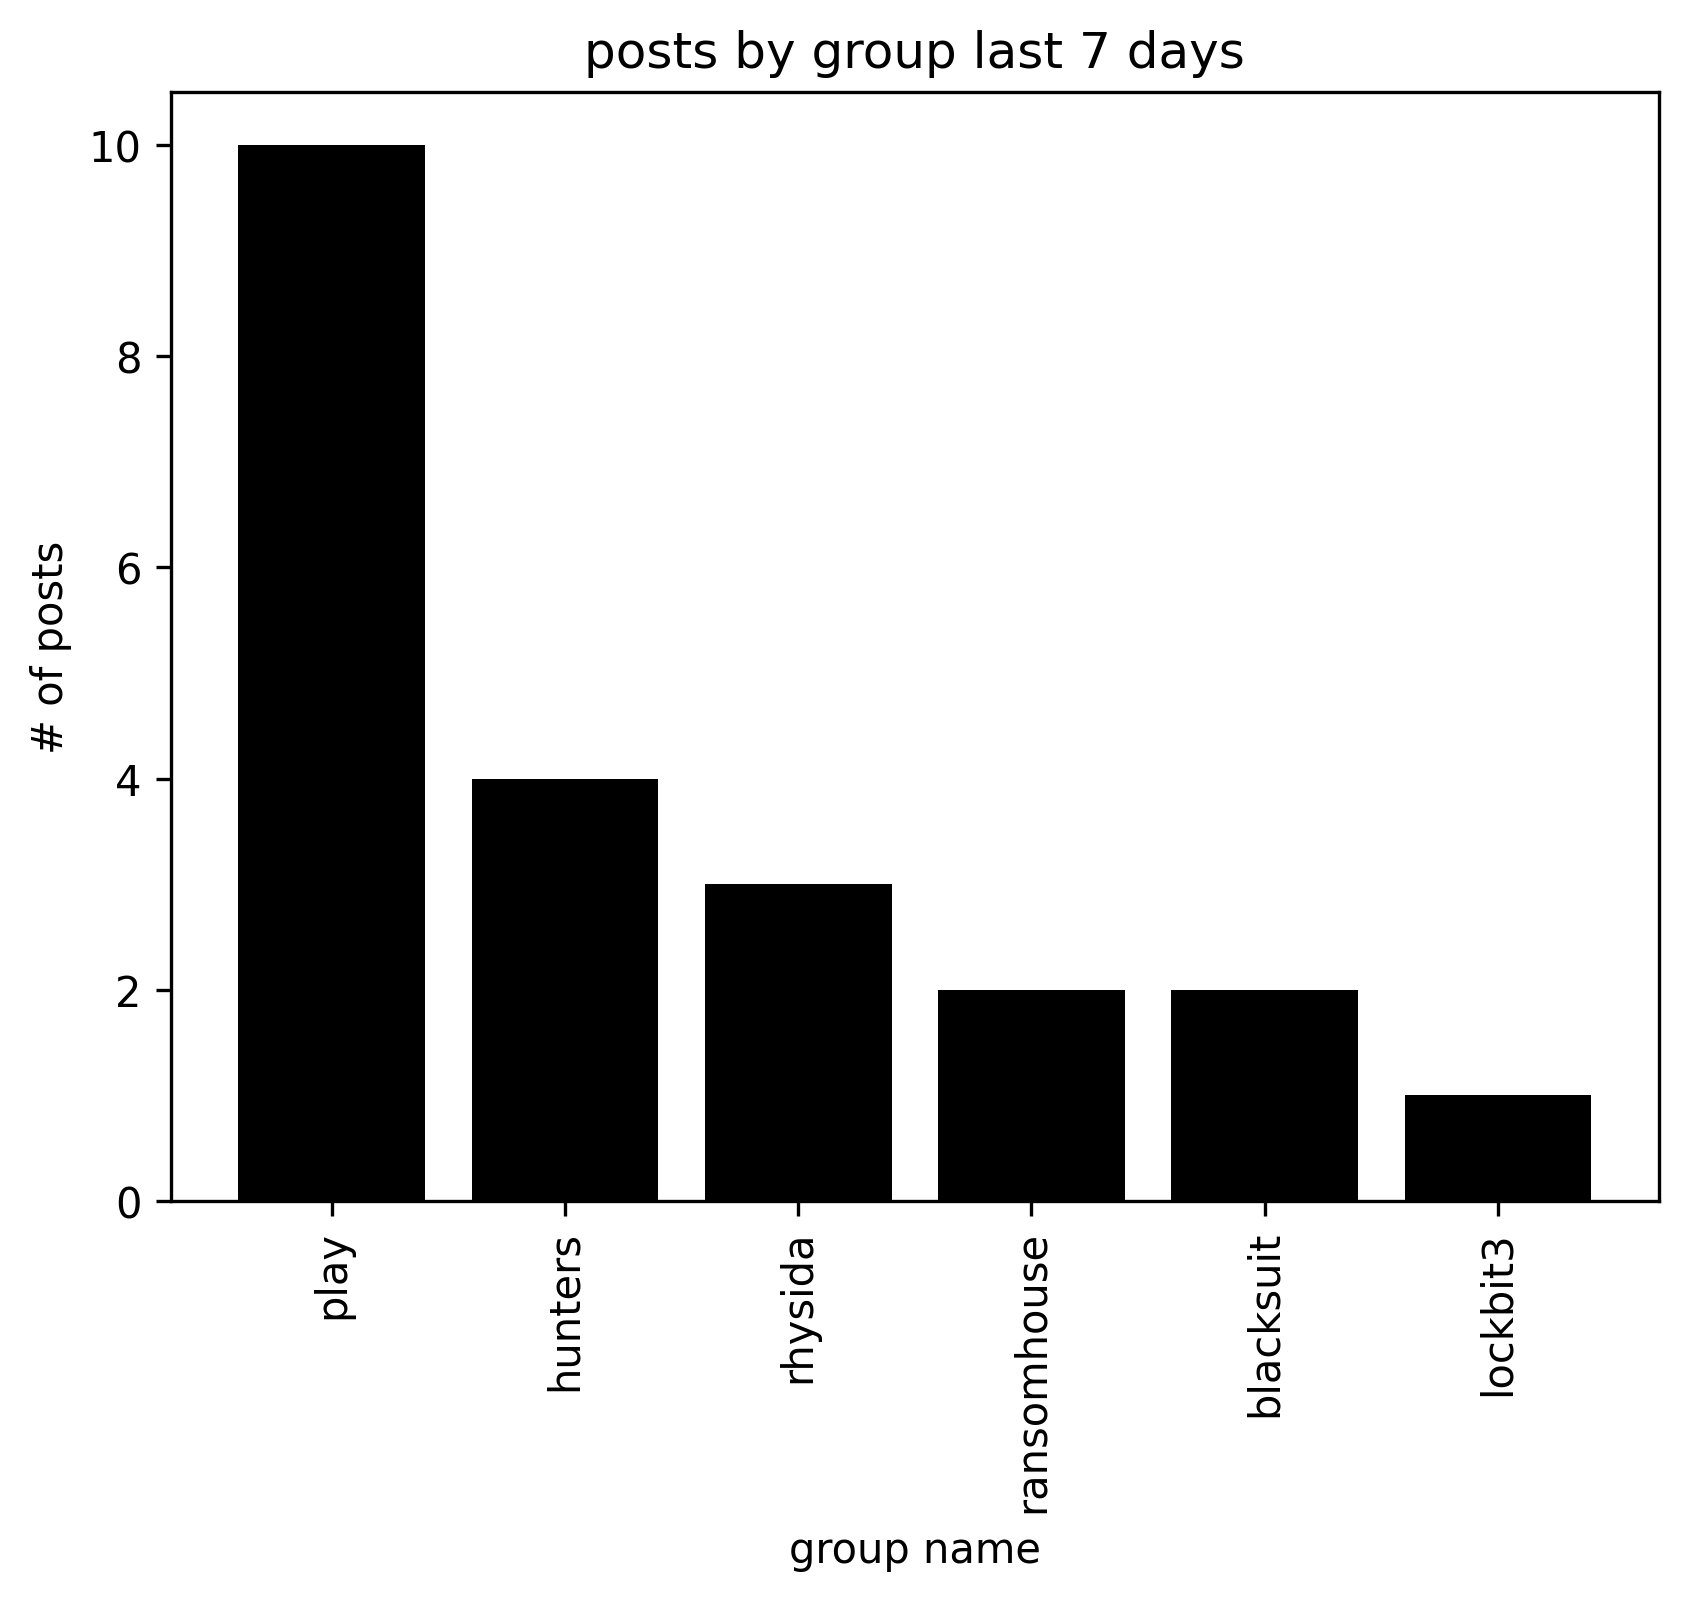 posts by group last 7 days
# of posts
10
8
6
4
2
0
play
hunters
rhysida
ransomhouse
blacksuit
lockbit3
group name